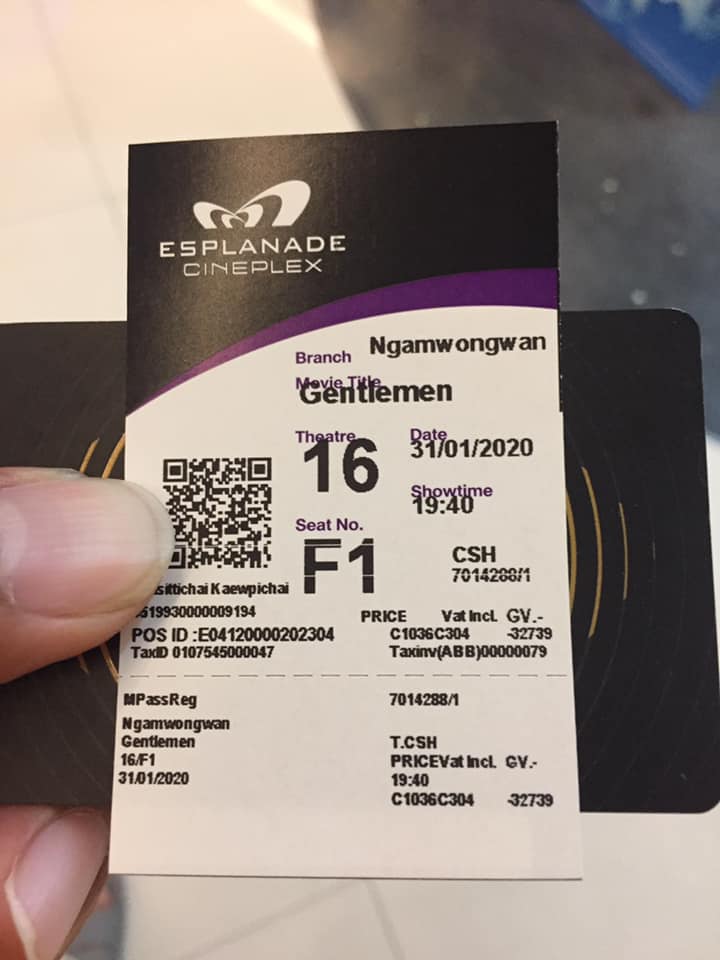 ESPLANADE
CINEPLEX
Branch Ngamwongwan
Movie Title
Gentlemen
Theatre 16
Date 31/01/2020
Showtime 19:40
Seat No. F1
CSH
7014288/1
Kaewpichai
PRICE Vat Incl. GV.-
POS ID :E04120000202304 C1036C304 -32739
TaxID 0107545000047 Taxinv(ABB)00000079
MPassReg 7014288/1
Ngamwongwan
Gentlemen T.CSH
16/F1 PRICEVat Incl. GV.-
31/01/2020 19:40
C1036C304 -32739